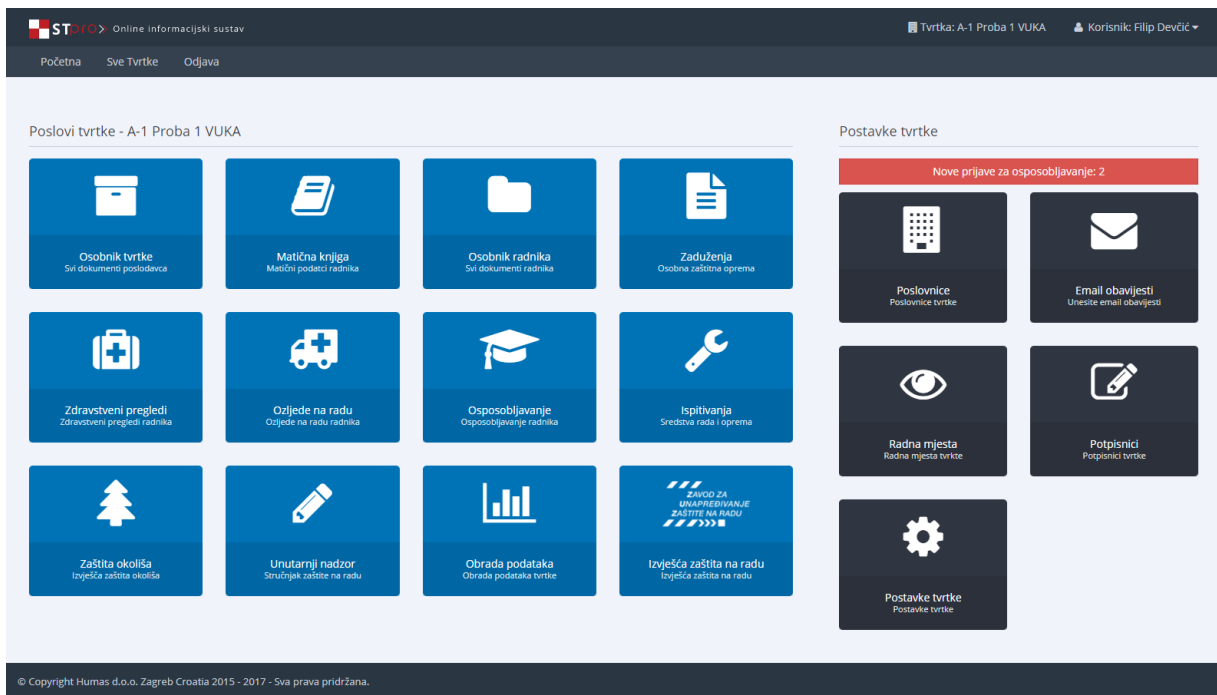 STpro> Online informacijski sustav
Tvrtka: A-1 Proba 1 VUKA
Korisnik: Filip Devčić
Početna
Sve Tvrtke
Odjava
Poslovi tvrtke - A-1 Proba 1 VUKA
Osobnik tvrtke
Svi dokumenti poslodavca
Matična knjiga
Matični podatci radnika
Osobnik radnika
Svi dokumenti radnika
Zaduženja
Osobna zaštitna oprema
Zdravstveni pregledi
Zdravstveni pregledi radnika
Ozljede na radu
Ozljede na radu radnika
Osposobljavanje
Osposobljavanje radnika
Ispitivanja
Sredstva rada i oprema
Zaštita okoliša
Izvješča zaštita okoliša
Unutarnji nadzor
Stručnjak zaštite na radu
Obrada podataka
Obrada podataka tvrtke
ZAVOD ZA
UNAPREĐIVANJE
ZAŠTITE NA RADU
Izvješća zaštita na radu
Izvješća zaštita na radu
Postavke tvrtke
Nove prijave za osposobljavanje: 2
Poslovnice
Poslovnice tvrtke
Email obavijesti
Unesite email obavijesti
Radna mjesta
Radna mjesta tvrkte
Potpisnici
Potpisnici tvrtke
Postavke tvrtke
Postavke tvrtke
© Copyright Humas d.o.o. Zagreb Croatia 2015 - 2017 - Sva prava pridržana.